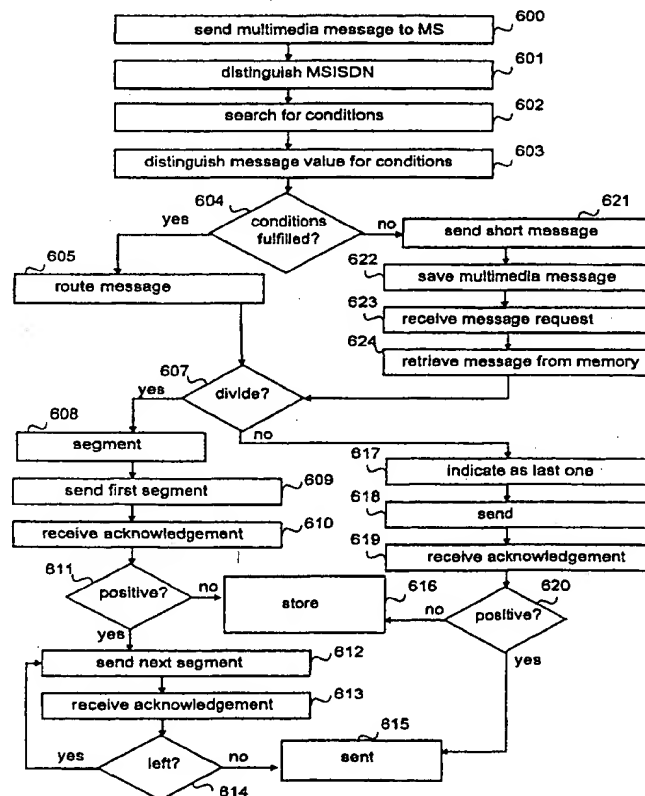 send multimedia message to MS
600
distinguish MSISDN
601
search for conditions
602
distinguish message value for conditions
603
604
conditions fulfilled?
yes
no
605
route message
621
send short message
622
save multimedia message
623
receive message request
624
retrieve message from memory
607
divide?
yes
no
608
segment
609
send first segment
610
receive acknowledgement
611
positive?
no
yes
616
store
617
indicate as last one
618
send
619
receive acknowledgement
620
positive?
no
yes
612
send next segment
613
receive acknowledgement
614
left?
yes
no
615
sent